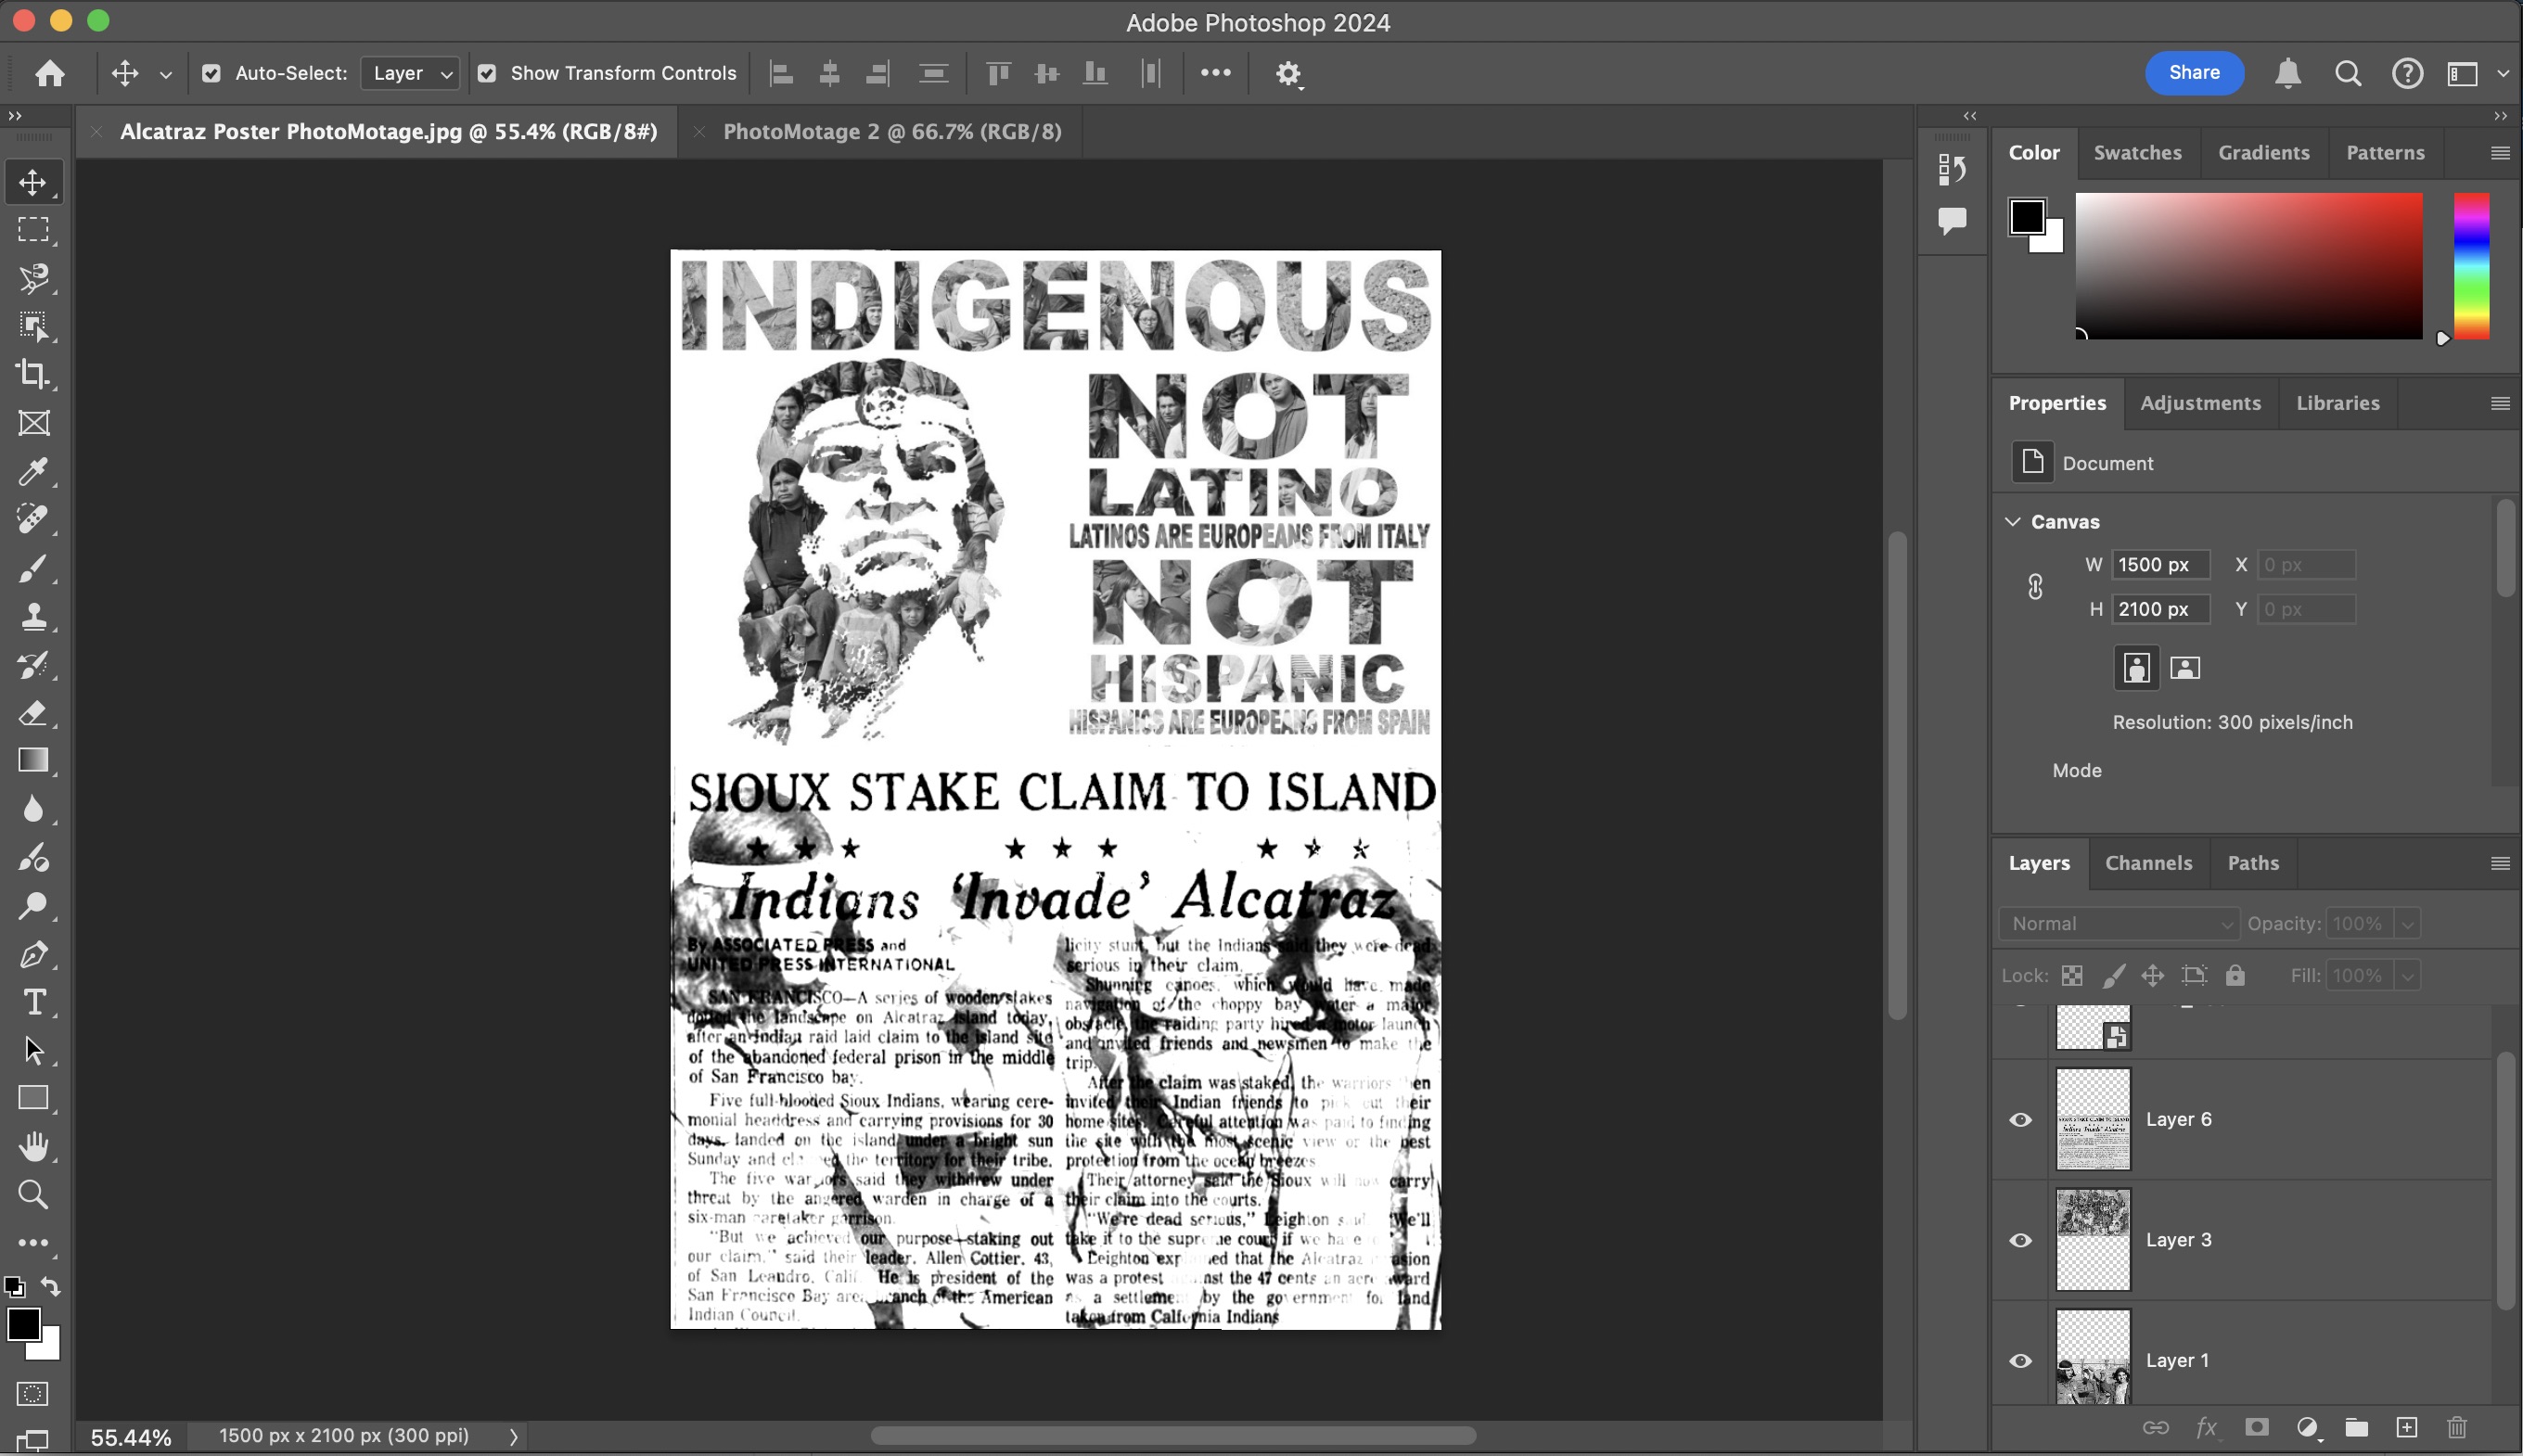 Adobe Photoshop 2024
Auto-Select: Layer Show Transform Controls Share
Alcatraz Poster PhotoMotage.jpg @ 55.4% (RGB/8#) PhotoMotage 2 @ 66.7% (RGB/8)
Color Swatches Gradients Patterns
Properties Adjustments Libraries
Document
Canvas
W 1500 px X 0 px
H 2100 px Y 0 px
Resolution: 300 pixels/inch
Mode
Layers Channels Paths
Normal Opacity: 100%
Lock: Fill: 100%
Layer 6
Layer 3
Layer 1
INDIGENOUS
NOT
LATINO
LATINOS ARE EUROPEANS FROM ITALY
NOT
HISPANIC
HISPANICS ARE EUROPEANS FROM SPAIN
SIOUX STAKE CLAIM TO ISLAND
Indians 'Invade' Alcatraz
By ASSOCIATED PRESS and
UNITED PRESS INTERNATIONAL
SAN FRANCISCO—A series of wooden stakes
dotted the landscape on Alcatraz island today,
after an Indian raid laid claim to the island site
of the abandoned federal prison in the middle
of San Francisco bay.
Five full-blooded Sioux Indians, wearing cere-
monial headdress and carrying provisions for 30
days, landed on the island under a bright sun
Sunday and the territory for their tribe.
The five warriors said they withdrew under
threat by the angered warden in charge of a
six-man caretaker garrison.
"But we achieved our purpose—staking out
our claim," said their leader, Allen Cottier, 43,
of San Leandro, Calif. He is president of the
San Francisco Bay area branch of the American
Indian Council.
licity stunt, but the Indians said they were dead
serious in their claim.
Shunning canoes, which would have made
navigation of the choppy bay water a major
obstacle, the raiding party hired a motor launch
and invited friends and newsmen to make the
trip.
After the claim was staked, the warriors then
invited their Indian friends to pick out their
home sites. Careful attention was paid to finding
the site with the most scenic view or the best
protection from the ocean breezes
Their attorney said the Sioux will now carry
their claim into the courts.
"We're dead serious," Leighton said. "We'll
take it to the supreme court if we have
Leighton explained that the Alcatraz invasion
was a protest against the 47 cents an acre award
as a settlement by the government for land
taken from California Indians
55.44% 1500 px x 2100 px (300 ppi)